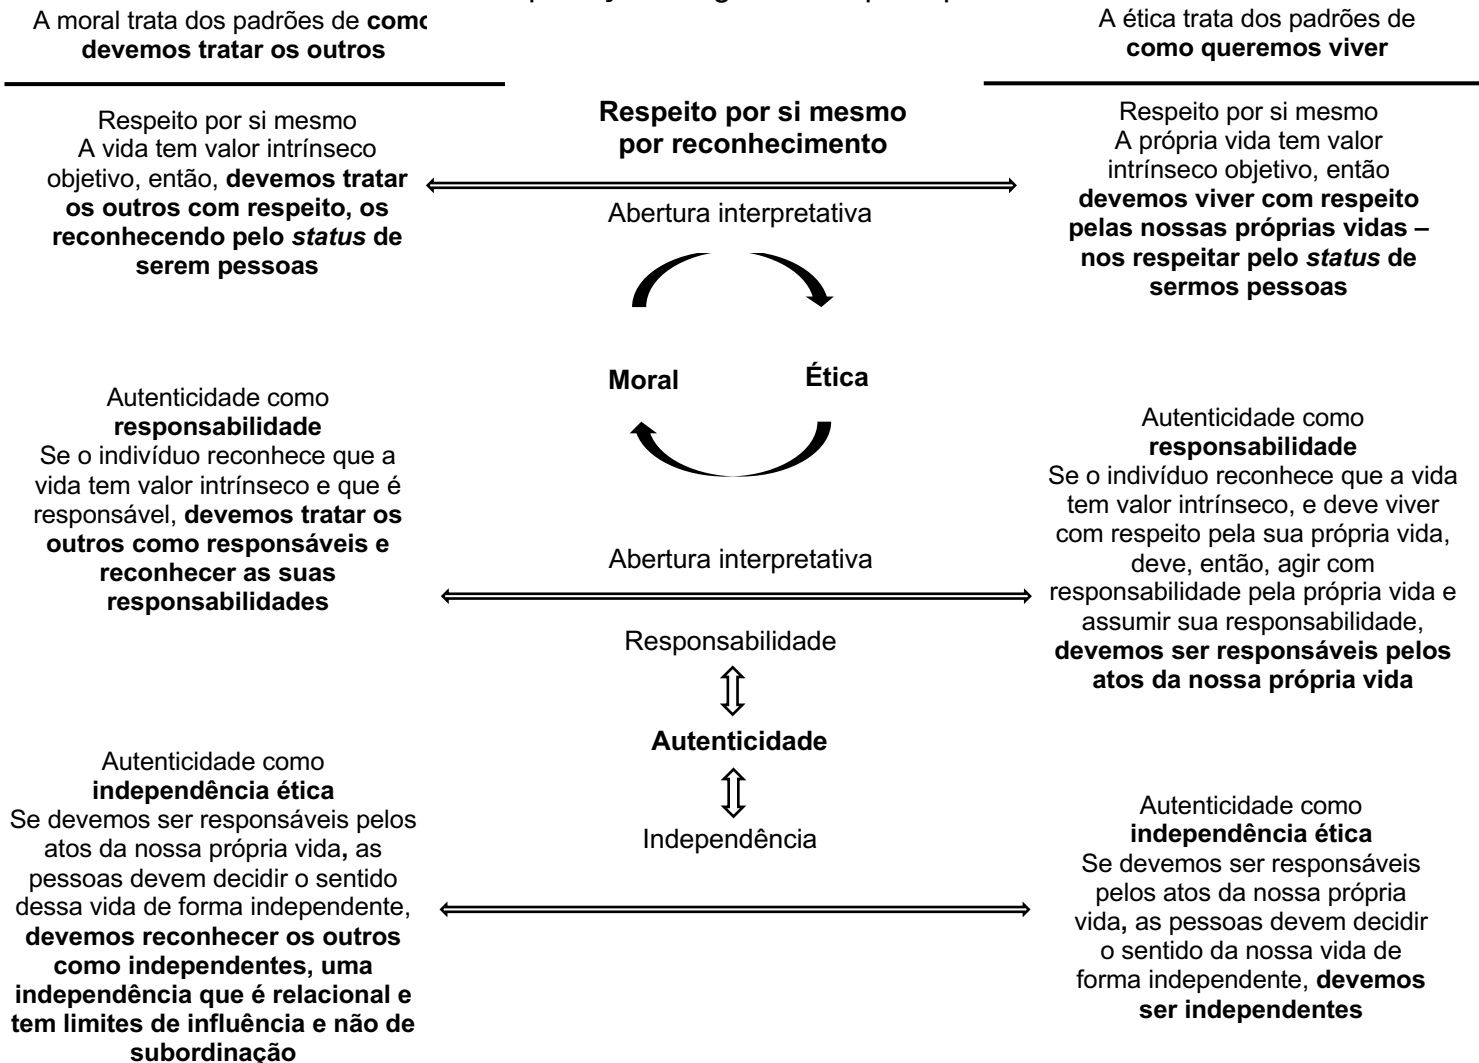 A moral trata dos padrões de como
devemos tratar os outros
A ética trata dos padrões de
como queremos viver
Respeito por si mesmo
A vida tem valor intrínseco
objetivo, então, devemos tratar
os outros com respeito, os
reconhecendo pelo status de
serem pessoas
Respeito por si mesmo
por reconhecimento
Abertura interpretativa
Respeito por si mesmo
A própria vida tem valor
intrínseco objetivo, então
devemos viver com respeito
pelas nossas próprias vidas –
nos respeitar pelo status de
sermos pessoas
Moral
Ética
Autenticidade como
responsabilidade
Se o indivíduo reconhece que a
vida tem valor intrínseco e que é
responsável, devemos tratar os
outros como responsáveis e
reconhecer as suas
responsabilidades
Abertura interpretativa
Responsabilidade
Autenticidade
Independência
Autenticidade como
responsabilidade
Se o indivíduo reconhece que a vida
tem valor intrínseco, e deve viver
com respeito pela sua própria vida,
deve, então, agir com
responsabilidade pela própria vida e
assumir sua responsabilidade,
devemos ser responsáveis pelos
atos da nossa própria vida
Autenticidade como
independência ética
Se devemos ser responsáveis pelos
atos da nossa própria vida, as
pessoas devem decidir o sentido
dessa vida de forma independente,
devemos reconhecer os outros
como independentes, uma
independência que é relacional e
tem limites de influência e não de
subordinação
Autenticidade como
independência ética
Se devemos ser responsáveis
pelos atos da nossa própria
vida, as pessoas devem decidir
o sentido da nossa vida de
forma independente, devemos
ser independentes